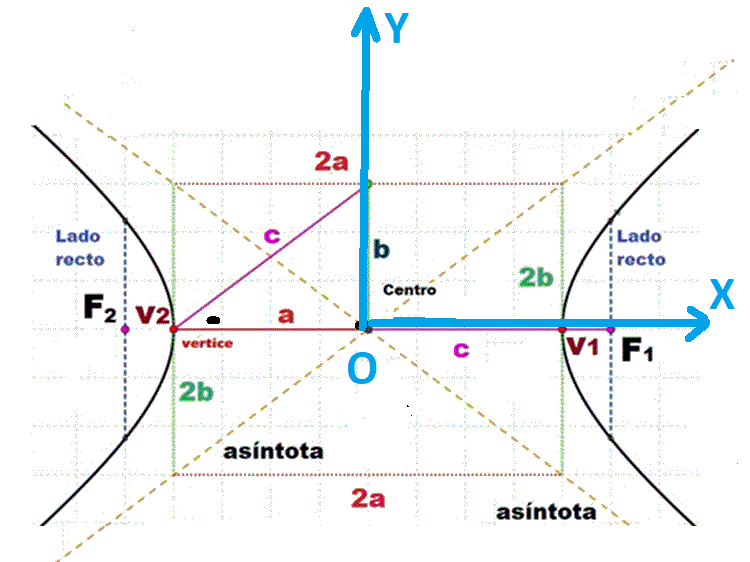 Y
2a
Lado
recto
c
b
Lado
recto
2b
Centro
X
F2
V2
a
vertice
O
c
V1
F1
2b
asíntota
2a
asíntota